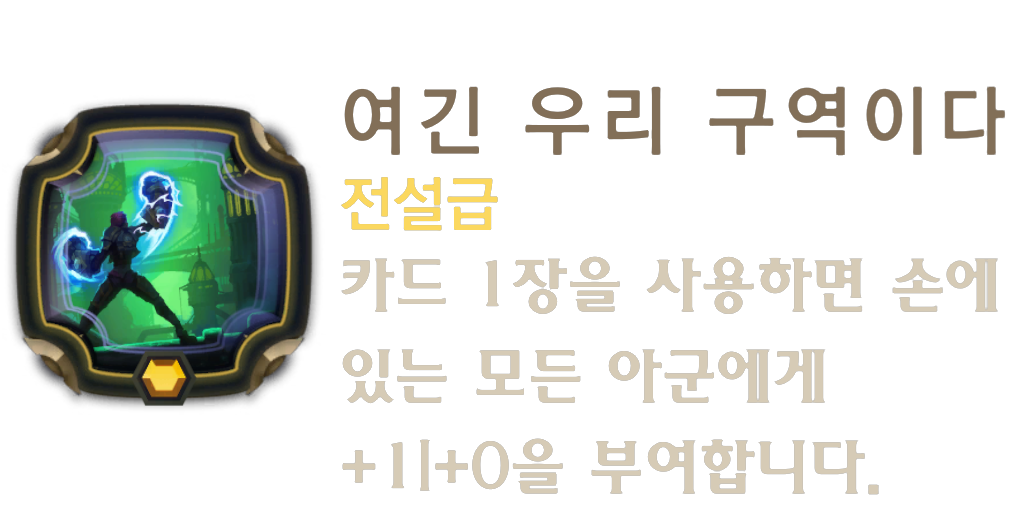 여긴 우리 구역이다
전설급
카드 1장을 사용하면 손에
있는 모든 아군에게
+1|+0을 부여합니다.